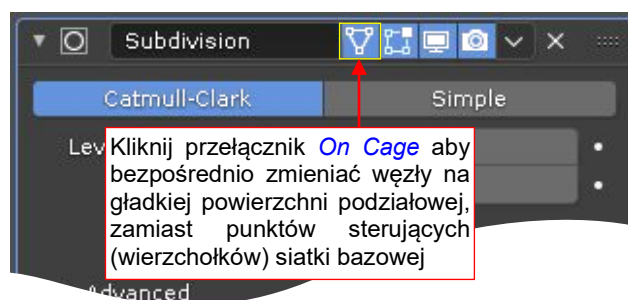 Subdivision
Catmull-Clark
Simple
Lev
Kliknij przełącznik On Cage aby
bezpośrednio zmieniać węzły na
gładkiej powierzchni podziałowej,
zamiast punktów sterujących
(wierzchołków) siatki bazowej
Advanced